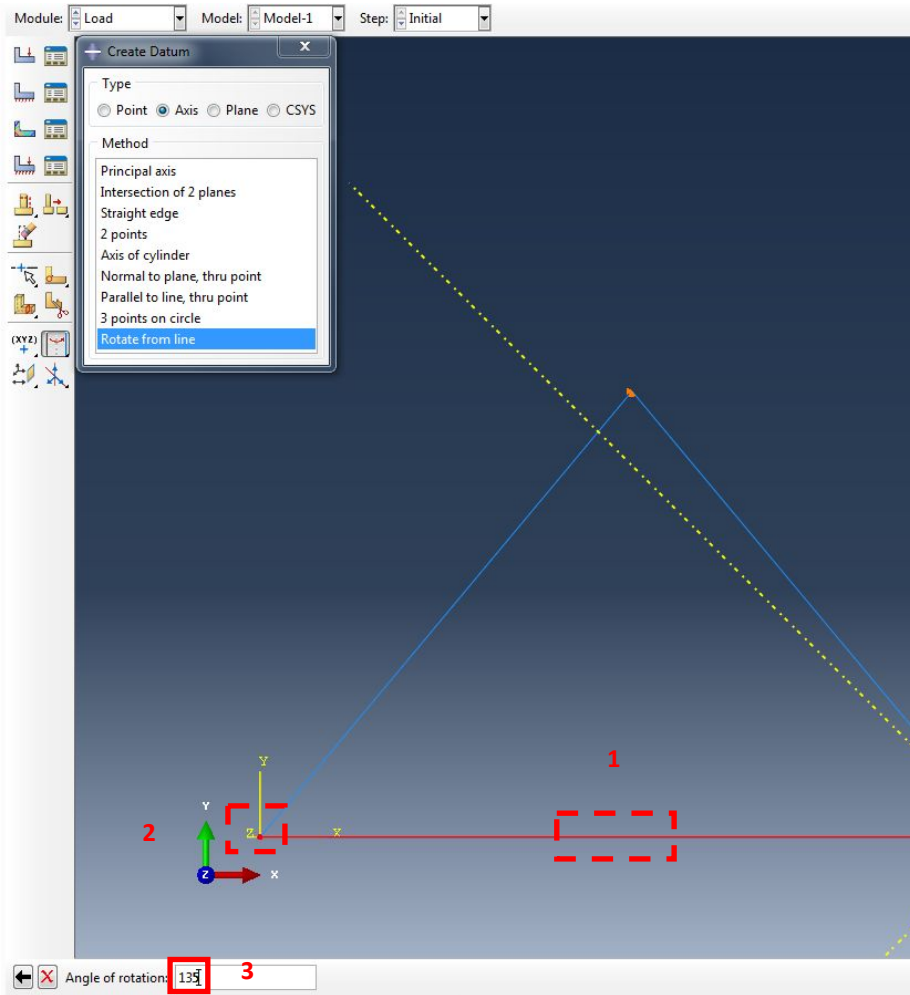 Module: Load Model: Model-1 Step: Initial
Create Datum X
Type
Point Axis Plane CSYS
Method
Principal axis
Intersection of 2 planes
Straight edge
2 points
Axis of cylinder
Normal to plane, thru point
Parallel to line, thru point
3 points on circle
Rotate from line
(XYZ)
Y
1
Y
2
Z
X
Z
X
Angle of rotation: 135
3